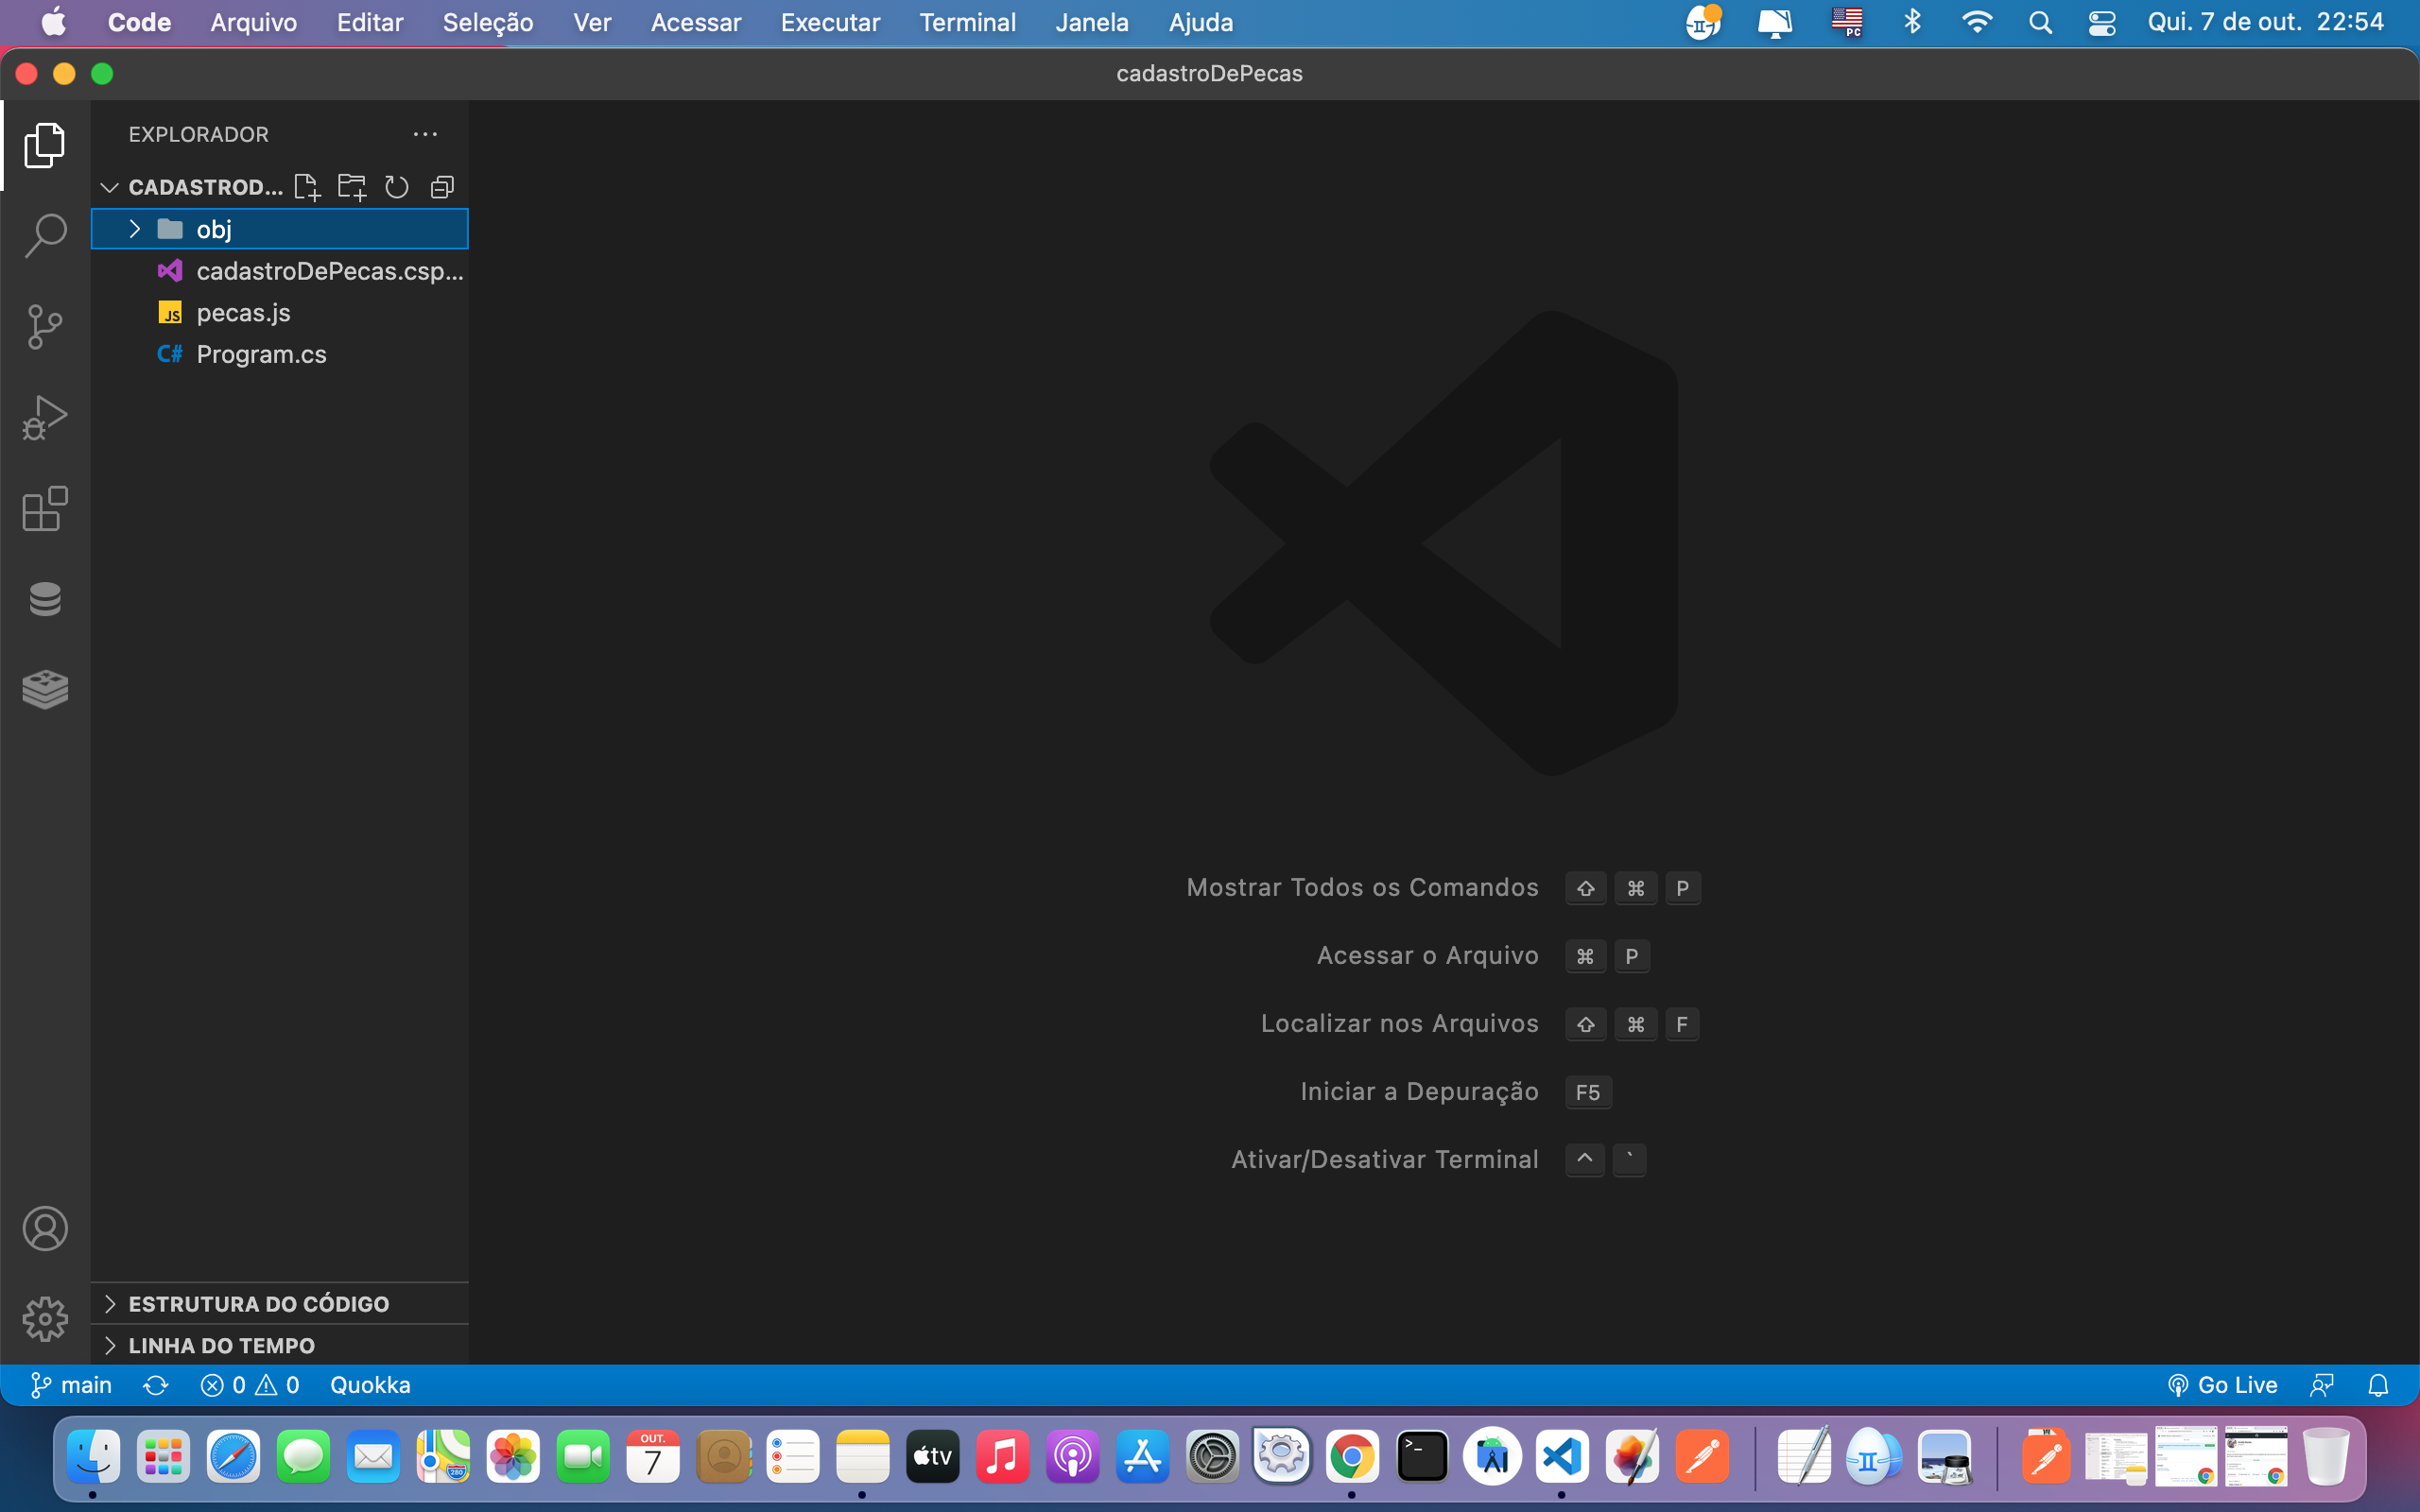 Code Arquivo Editar Seleção Ver Acessar Executar Terminal Janela Ajuda PC Qui. 7 de out. 22:54
cadastroDePecas
EXPLORADOR
CADASTROD...
obj
cadastroDePecas.csp...
JS pecas.js
C# Program.cs
Mostrar Todos os Comandos ⇧ ⌘ P
Acessar o Arquivo ⌘ P
Localizar nos Arquivos ⇧ ⌘ F
Iniciar a Depuração F5
Ativar/Desativar Terminal ^ `
ESTRUTURA DO CÓDIGO
LINHA DO TEMPO
main 0 0 Quokka Go Live
280
OUT.
7
tv
>_